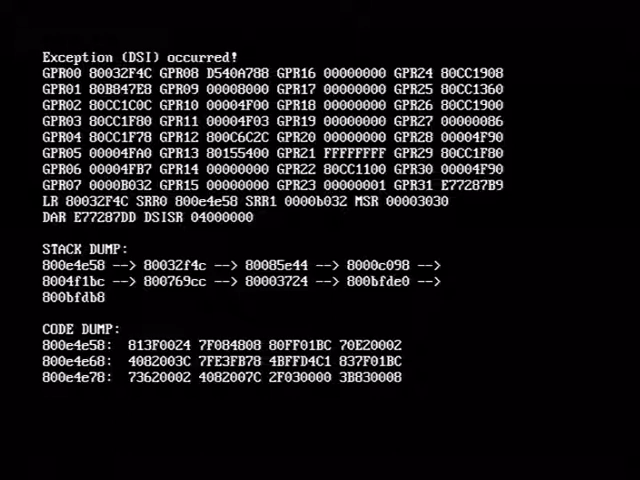 Exception (DSI) occurred!
GPR00 80032F4C GPR08 D540A788 GPR16 00000000 GPR24 80CC1908
GPR01 80B847E8 GPR09 00008000 GPR17 00000000 GPR25 80CC1360
GPR02 80CC1C0C GPR10 00004F00 GPR18 00000000 GPR26 80CC1900
GPR03 80CC1F80 GPR11 00004F03 GPR19 00000000 GPR27 00000086
GPR04 80CC1F78 GPR12 800C6C2C GPR20 00000000 GPR28 00004F90
GPR05 00004FA0 GPR13 80155400 GPR21 FFFFFFFF GPR29 80CC1F80
GPR06 00004FB7 GPR14 00000000 GPR22 80CC1100 GPR30 00004F90
GPR07 0000B032 GPR15 00000000 GPR23 00000001 GPR31 E77287B9
LR 80032F4C SRR0 800e4e58 SRR1 0000b032 MSR 00003030
DAR E77287DD DSISR 04000000
STACK DUMP:
800e4e58 --> 80032f4c --> 80085e44 --> 8000c098 -->
8004f1bc --> 800769cc --> 80003724 --> 800bfde0 -->
800bfdb8
CODE DUMP:
800e4e58:  813F0024 7F084808 80FF01BC 70E20002
800e4e68:  4082003C 7FE3FB78 4BFFD4C1 837F01BC
800e4e78:  73620002 4082007C 2F030000 3B830008